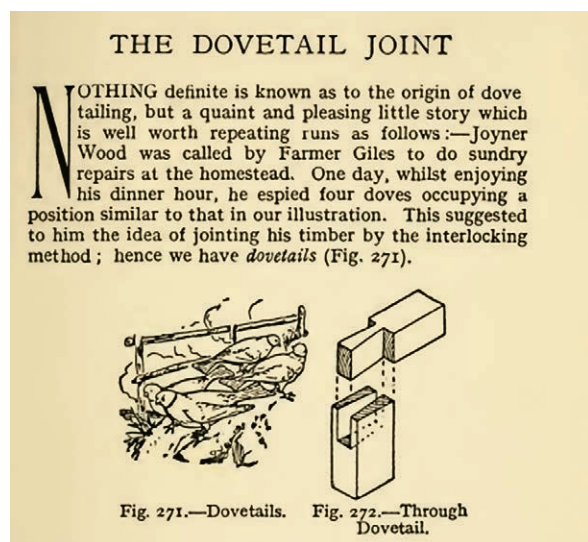 THE DOVETAIL JOINT
NOTHING definite is known as to the origin of dove
tailing, but a quaint and pleasing little story which
is well worth repeating runs as follows :—Joyner
Wood was called by Farmer Giles to do sundry
repairs at the homestead. One day, whilst enjoying
his dinner hour, he espied four doves occupying a
position similar to that in our illustration. This suggested
to him the idea of jointing his timber by the interlocking
method ; hence we have dovetails (Fig. 271).
Fig. 271.—Dovetails.
Fig. 272.—Through
Dovetail.